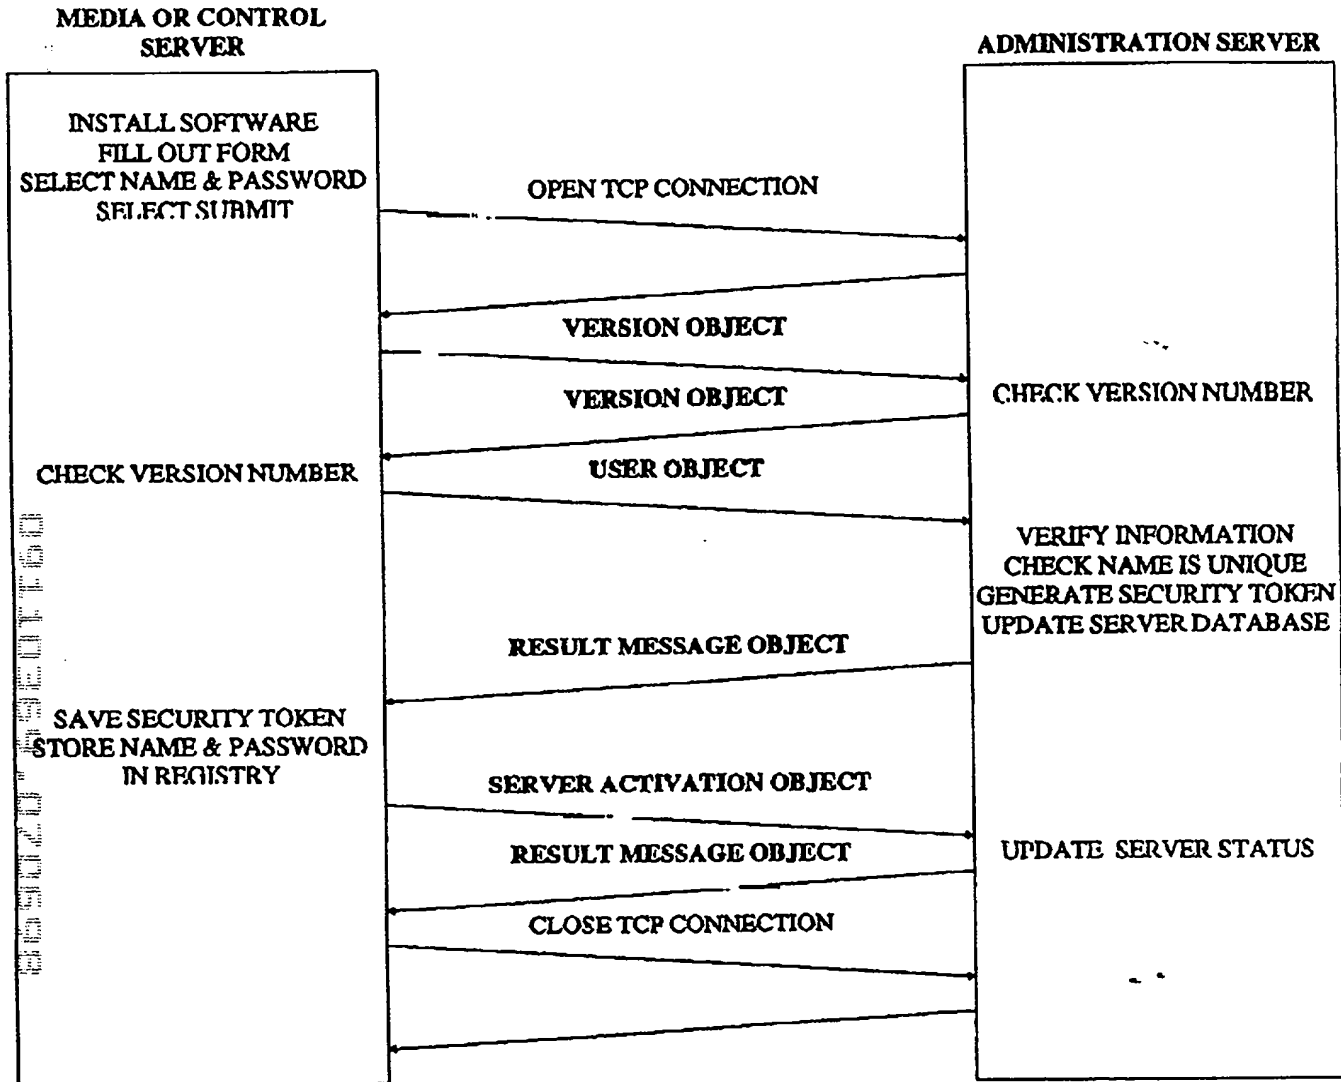 MEDIA OR CONTROL
SERVER
ADMINISTRATION SERVER
INSTALL SOFTWARE
FILL OUT FORM
SELECT NAME & PASSWORD
SELECT SUBMIT
OPEN TCP CONNECTION
VERSION OBJECT
VERSION OBJECT
CHECK VERSION NUMBER
USER OBJECT
CHECK VERSION NUMBER
VERIFY INFORMATION
CHECK NAME IS UNIQUE
GENERATE SECURITY TOKEN
UPDATE SERVER DATABASE
RESULT MESSAGE OBJECT
SAVE SECURITY TOKEN
STORE NAME & PASSWORD
IN REGISTRY
SERVER ACTIVATION OBJECT
RESULT MESSAGE OBJECT
UPDATE SERVER STATUS
CLOSE TCP CONNECTION